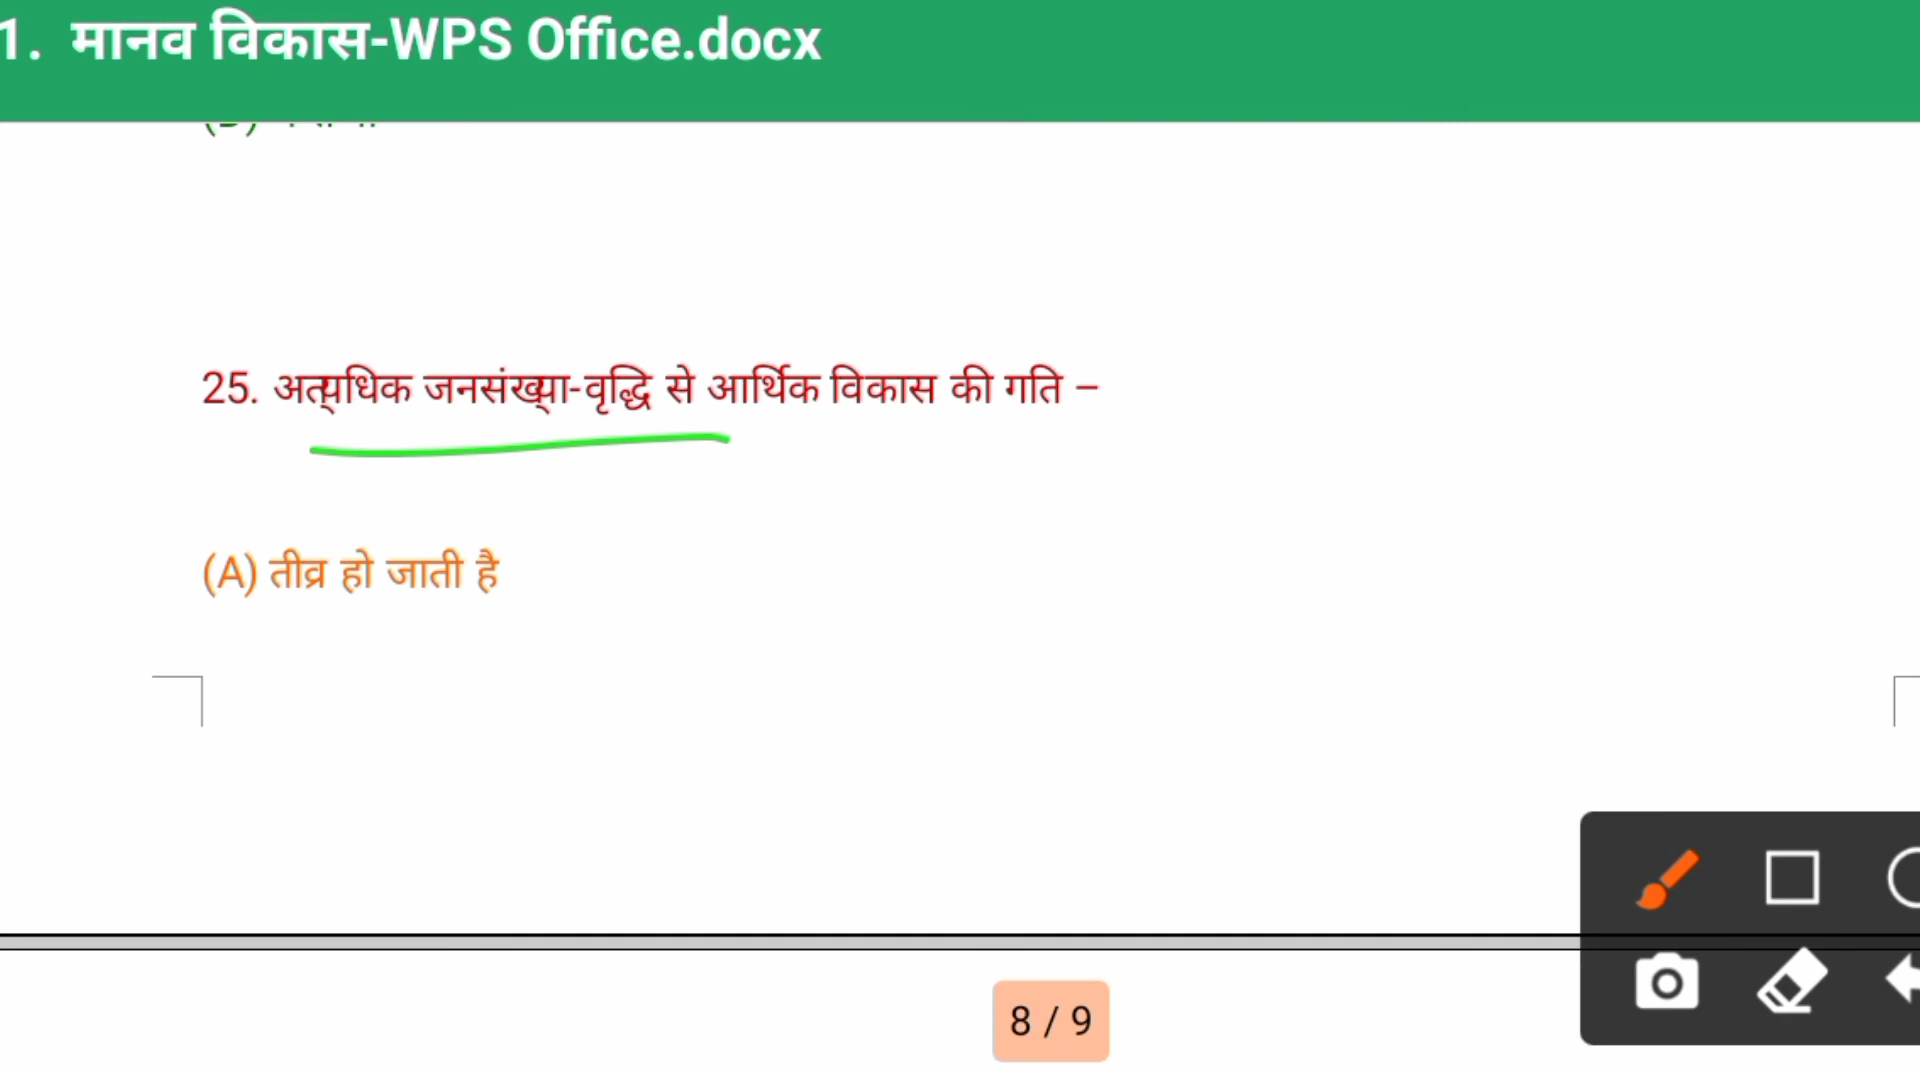 1. मानव विकास-WPS Office.docx
25. अत्यधिक जनसंख्या-वृद्धि से आर्थिक विकास की गति –
(A) तीव्र हो जाती है
8 / 9